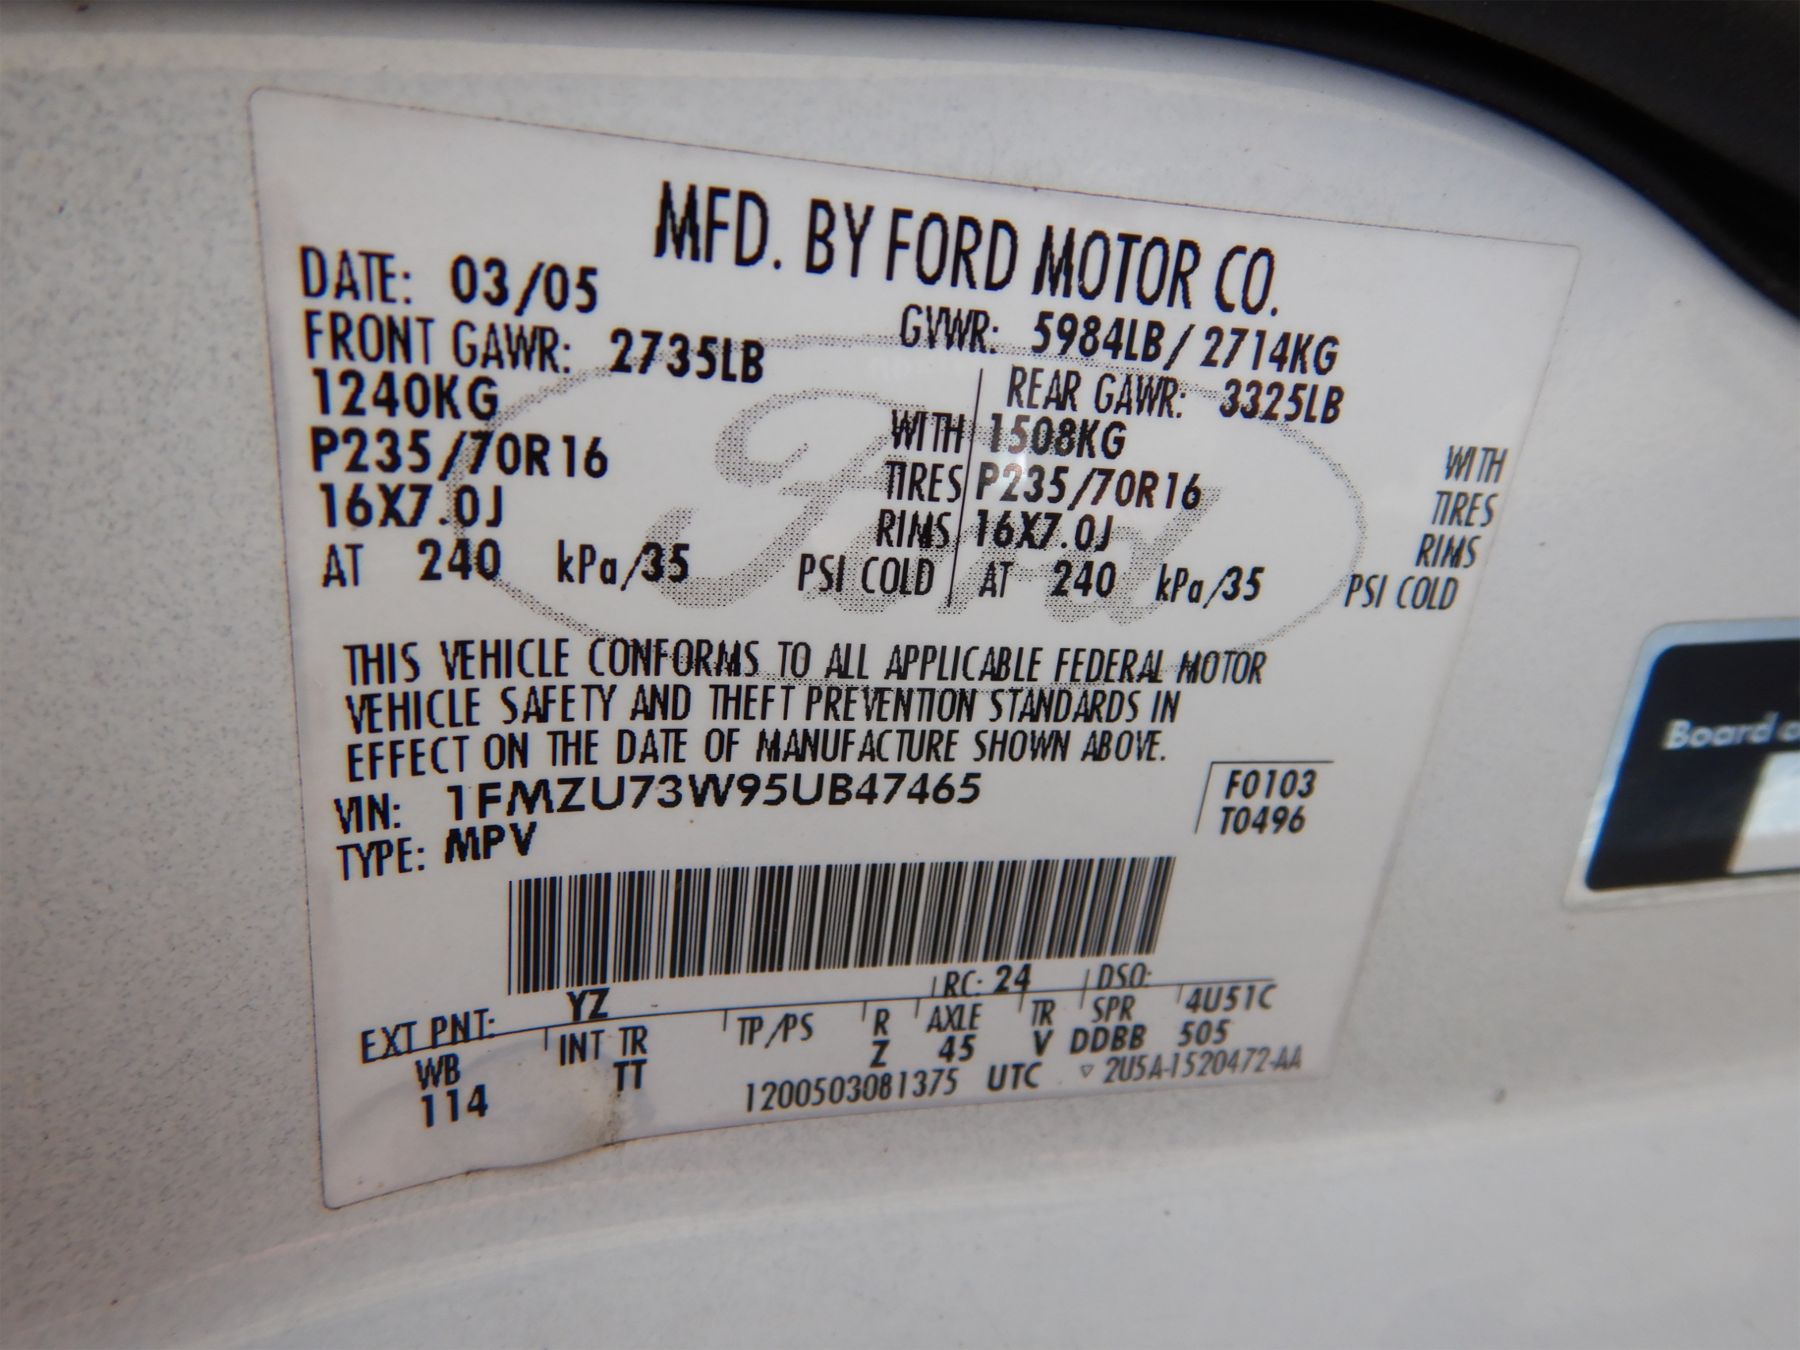 MFD. BY FORD MOTOR CO.
DATE: 03/05
GVWR: 5984LB/2714KG
FRONT GAWR: 2735LB
1240KG WITH
P235/70R16 TIRES
16X7.0J RIMS
AT 240 kPa/35 PSI COLD
REAR GAWR: 3325LB
1508KG WITH
P235/70R16 TIRES
16X7.0J RIMS
AT 240 kPa/35 PSI COLD
Ford
THIS VEHICLE CONFORMS TO ALL APPLICABLE FEDERAL MOTOR
VEHICLE SAFETY AND THEFT PREVENTION STANDARDS IN
EFFECT ON THE DATE OF MANUFACTURE SHOWN ABOVE.
VIN: 1FMZU73W95UB47465
TYPE: MPV
F0103
T0496
EXT PNT: YZ RC: 24 DSO:
WB INT TR TP/PS R AXLE TR SPR 4U51C
114 TT Z 45 V DDBB 505
1200503081375 UTC ▽ 2U5A-1520472-AA
Board